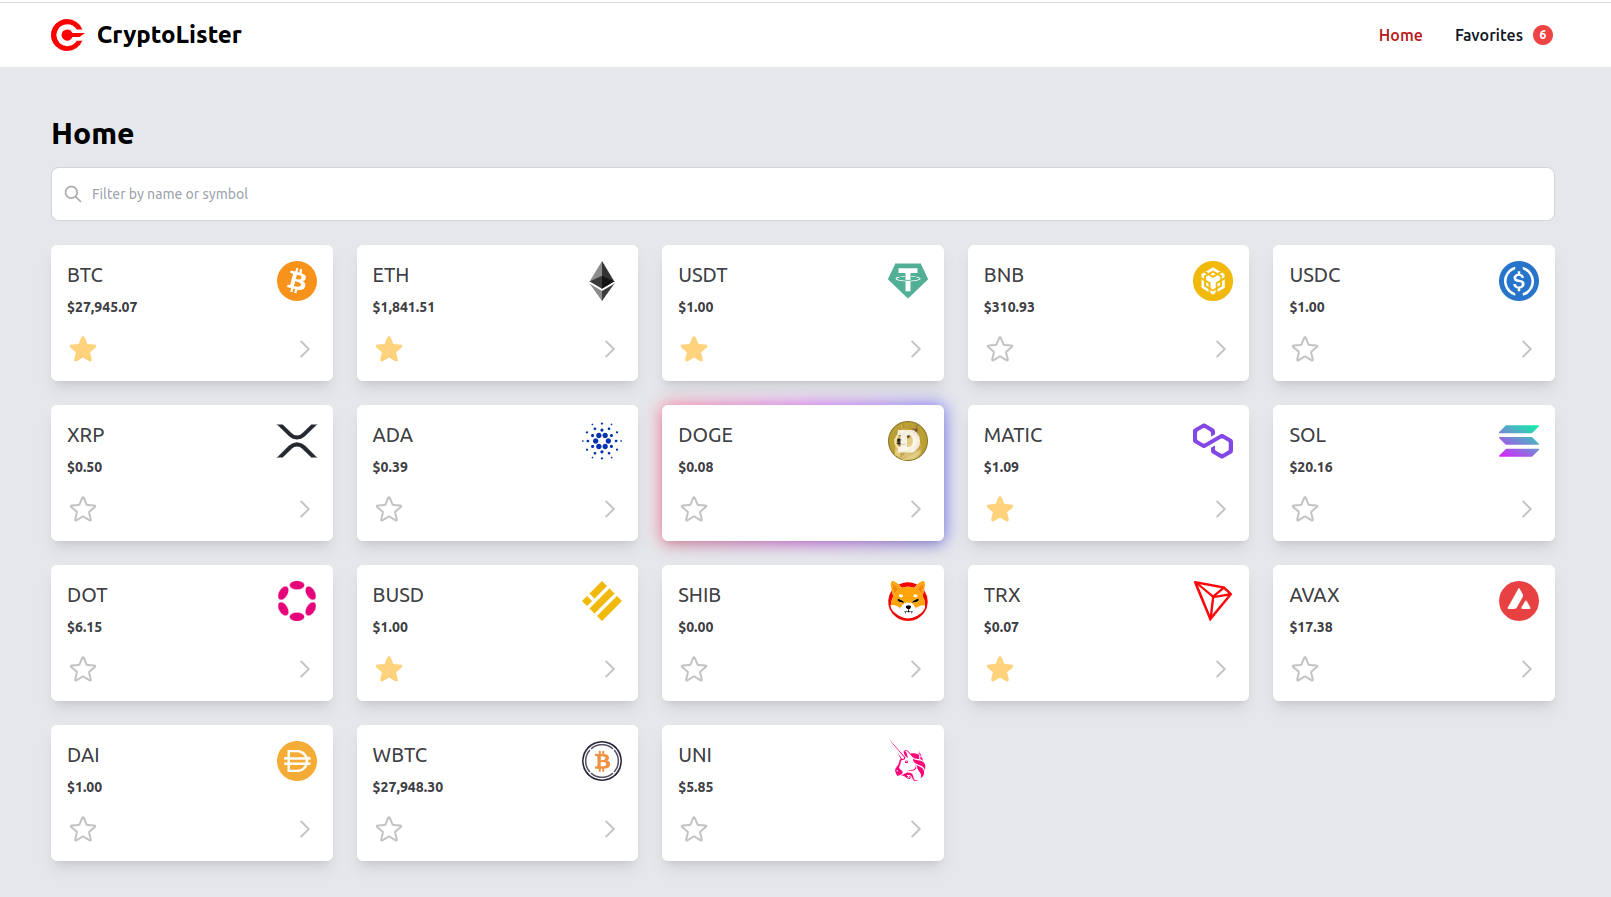 CryptoLister
Home
Favorites 6
Home
Filter by name or symbol
BTC
$27,945.07
ETH
$1,841.51
USDT
$1.00
BNB
$310.93
USDC
$1.00
XRP
$0.50
ADA
$0.39
DOGE
$0.08
MATIC
$1.09
SOL
$20.16
DOT
$6.15
BUSD
$1.00
SHIB
$0.00
TRX
$0.07
AVAX
$17.38
DAI
$1.00
WBTC
$27,948.30
UNI
$5.85